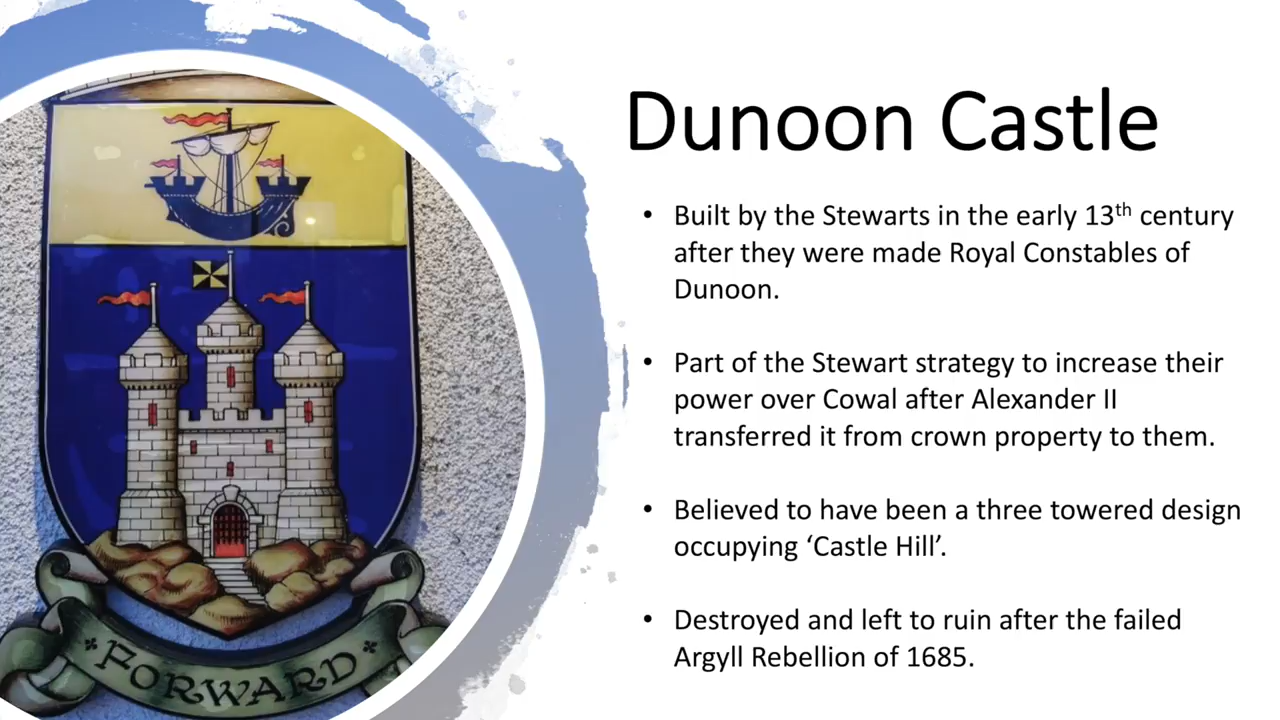 Dunoon Castle
• Built by the Stewarts in the early 13th century
after they were made Royal Constables of
Dunoon.
• Part of the Stewart strategy to increase their
power over Cowal after Alexander II
transferred it from crown property to them.
• Believed to have been a three towered design
occupying ‘Castle Hill’.
• Destroyed and left to ruin after the failed
Argyll Rebellion of 1685.
FORWARD